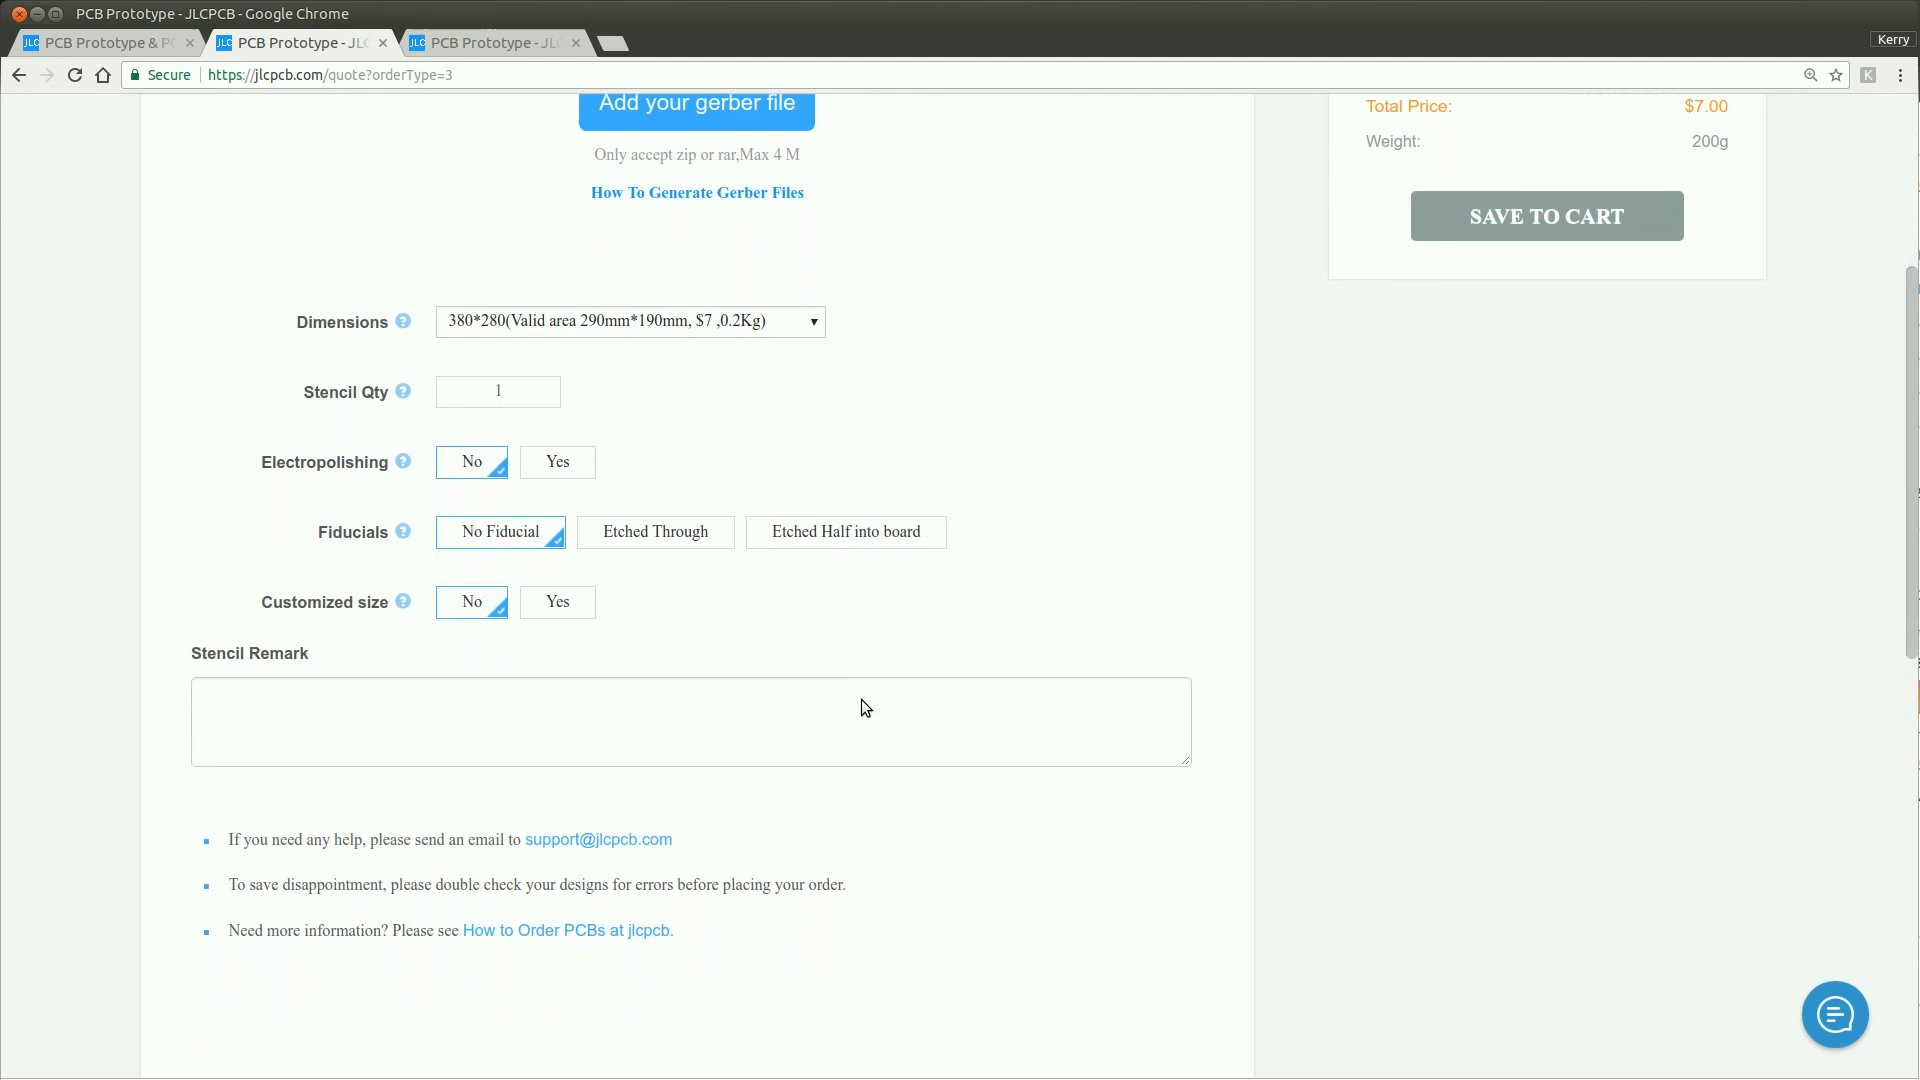 PCB Prototype - JLCPCB - Google Chrome
JLC PCB Prototype & PC
JLC PCB Prototype - JLC
JLC PCB Prototype - JLC
Kerry
Secure https://jlcpcb.com/quote?orderType=3
K
Add your gerber file
Only accept zip or rar,Max 4 M
How To Generate Gerber Files
Total Price: $7.00
Weight: 200g
SAVE TO CART
Dimensions ? 380*280(Valid area 290mm*190mm, $7 ,0.2Kg)
Stencil Qty ? 1
Electropolishing ? No Yes
Fiducials ? No Fiducial Etched Through Etched Half into board
Customized size ? No Yes
Stencil Remark
If you need any help, please send an email to support@jlcpcb.com
To save disappointment, please double check your designs for errors before placing your order.
Need more information? Please see How to Order PCBs at jlcpcb.